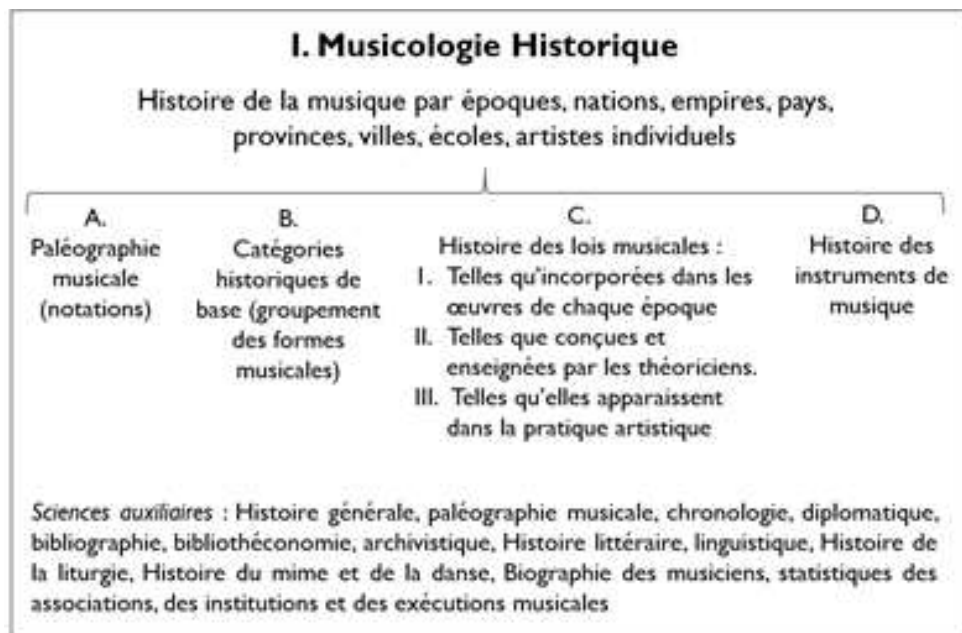 I. Musicologie Historique
Histoire de la musique par époques, nations, empires, pays,
provinces, villes, écoles, artistes individuels
A.
Paléographie
musicale
(notations)
B.
Catégories
historiques de
base (groupement
des formes
musicales)
C.
Histoire des lois musicales :
I. Telles qu'incorporées dans les
œuvres de chaque époque
II. Telles que conçues et
enseignées par les théoriciens.
III. Telles qu'elles apparaissent
dans la pratique artistique
D.
Histoire des
instruments de
musique
Sciences auxiliaires : Histoire générale, paléographie musicale, chronologie, diplomatique,
bibliographie, bibliothéconomie, archivistique, Histoire littéraire, linguistique, Histoire de
la liturgie, Histoire du mime et de la danse, Biographie des musiciens, statistiques des
associations, des institutions et des exécutions musicales